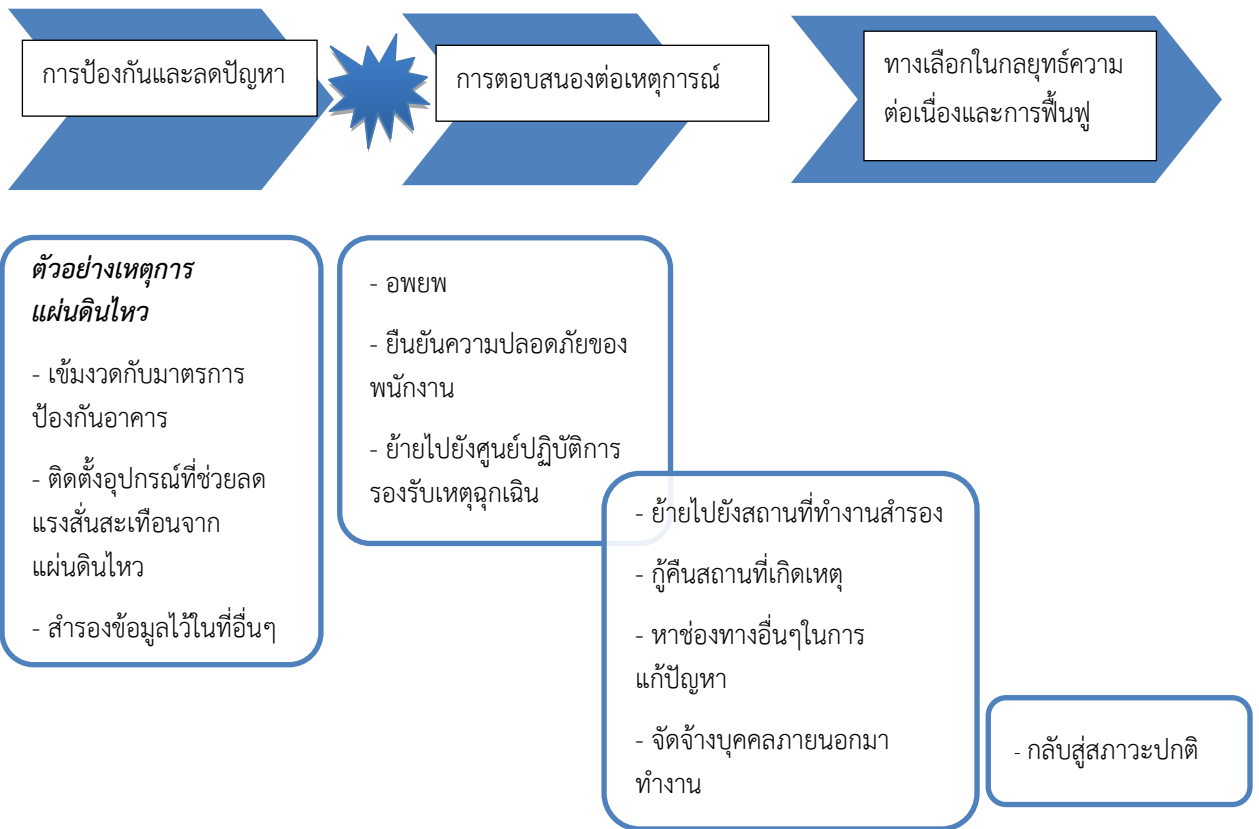 การป้องกันและลดปัญหา
การตอบสนองต่อเหตุการณ์
ทางเลือกในกลยุทธ์ความ
ต่อเนื่องและการฟื้นฟู
ตัวอย่างเหตุการ
แผ่นดินไหว
- เข้มงวดกับมาตรการ
ป้องกันอาคาร
- ติดตั้งอุปกรณ์ที่ช่วยลด
แรงสั่นสะเทือนจาก
แผ่นดินไหว
- สำรองข้อมูลไว้ในที่อื่นๆ
- อพยพ
- ยืนยันความปลอดภัยของ
พนักงาน
- ย้ายไปยังศูนย์ปฏิบัติการ
รองรับเหตุฉุกเฉิน
- ย้ายไปยังสถานที่ทำงานสำรอง
- กู้คืนสถานที่เกิดเหตุ
- หาช่องทางอื่นๆในการ
แก้ปัญหา
- จัดจ้างบุคคลภายนอกมา
ทำงาน
- กลับสู่สภาวะปกติ